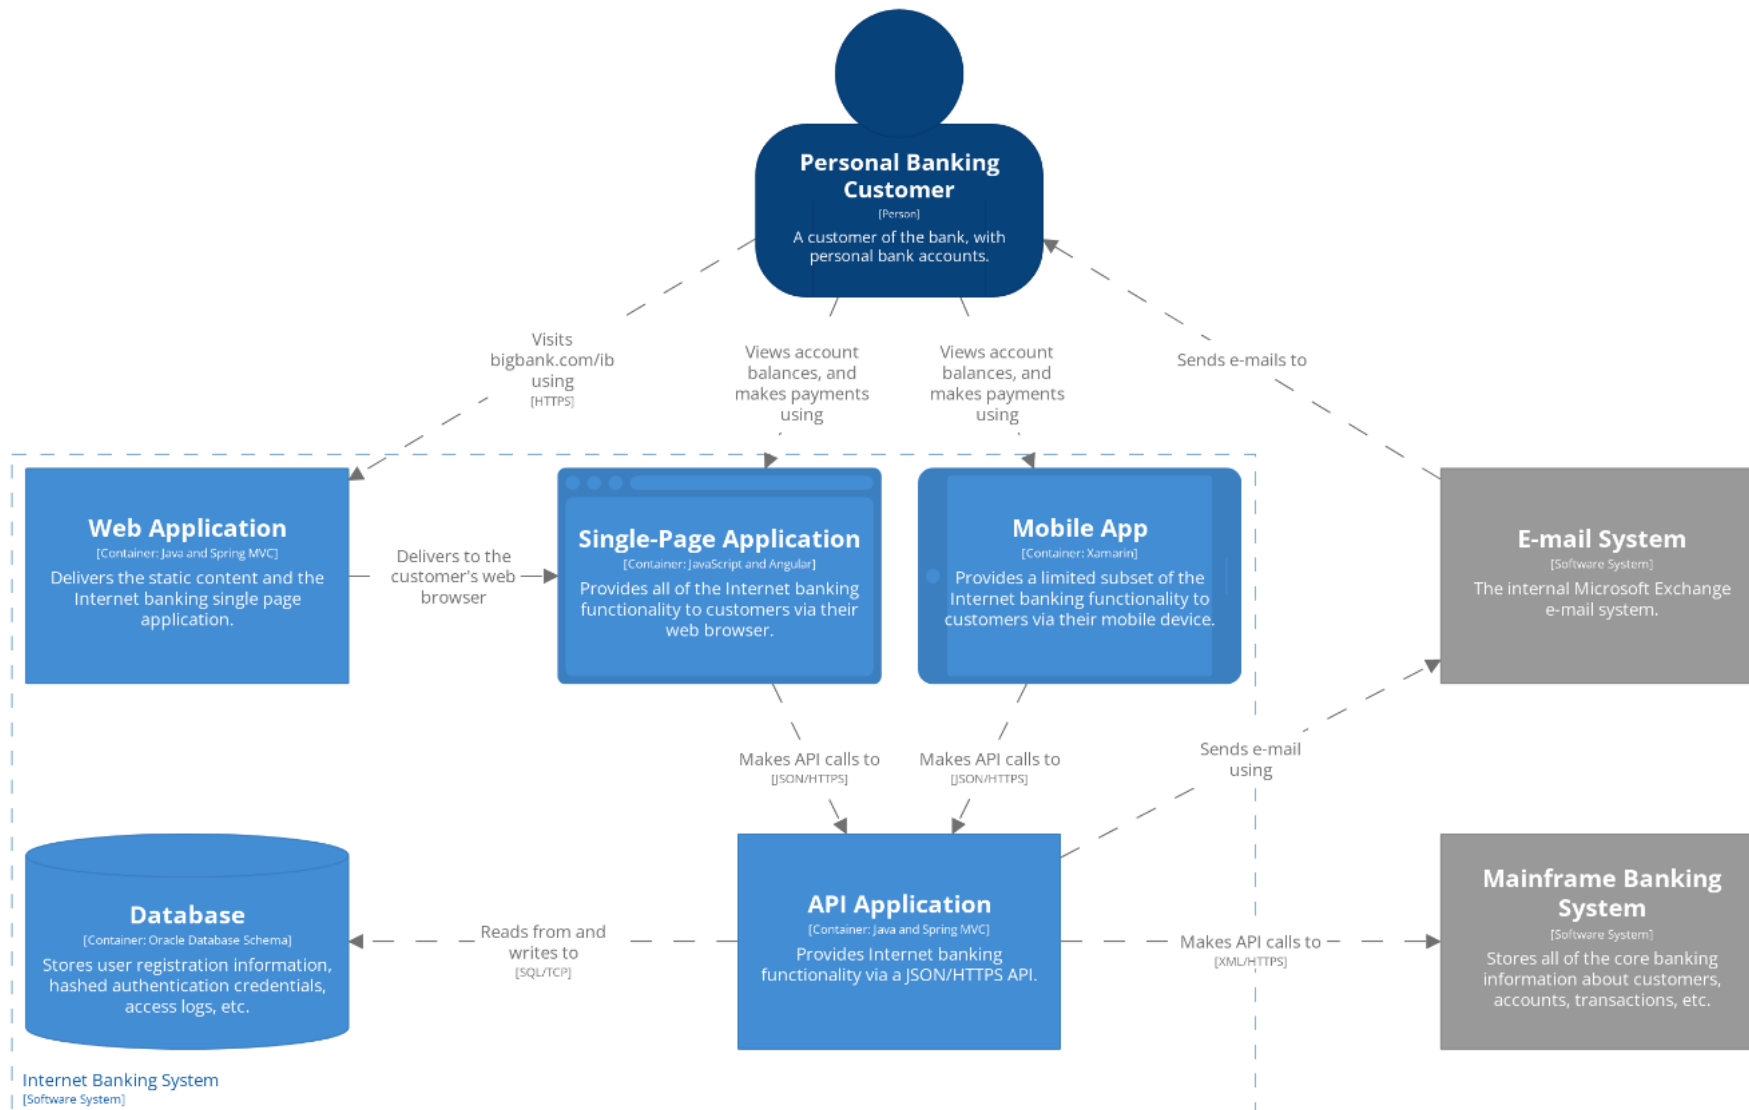 Personal Banking
Customer
[Person]
A customer of the bank, with
personal bank accounts.
Visits
bigbank.com/ib
using
[HTTPS]
Views account
balances, and
makes payments
using
Views account
balances, and
makes payments
using
Sends e-mails to
Web Application
[Container: Java and Spring MVC]
Delivers the static content and the
Internet banking single page
application.
Delivers to the
customer's web
browser
Single-Page Application
[Container: JavaScript and Angular]
Provides all of the Internet banking
functionality to customers via their
web browser.
Mobile App
[Container: Xamarin]
Provides a limited subset of the
Internet banking functionality to
customers via their mobile device.
E-mail System
[Software System]
The internal Microsoft Exchange
e-mail system.
Makes API calls to
[JSON/HTTPS]
Makes API calls to
[JSON/HTTPS]
Sends e-mail
using
Database
[Container: Oracle Database Schema]
Stores user registration information,
hashed authentication credentials,
access logs, etc.
Reads from and
writes to
[SQL/TCP]
API Application
[Container: Java and Spring MVC]
Provides Internet banking
functionality via a JSON/HTTPS API.
Makes API calls to
[XML/HTTPS]
Mainframe Banking
System
[Software System]
Stores all of the core banking
information about customers,
accounts, transactions, etc.
Internet Banking System
[Software System]